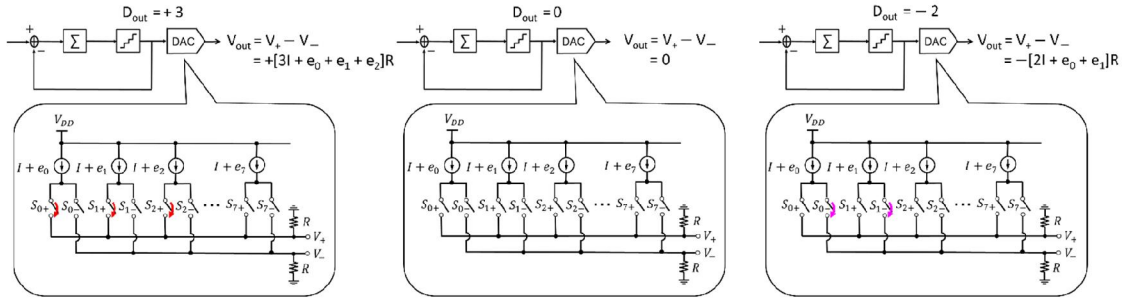 D_out = + 3
+
−
Σ
DAC
V_out = V_+ − V_−
= +[3I + e_0 + e_1 + e_2]R
V_DD
I + e_0 I + e_1 I + e_2 I + e_7
S_0+ S_0− S_1+ S_1− S_2+ S_2− ··· S_7+ S_7−
R
V_+
V_−
R
D_out = 0
+
−
Σ
DAC
V_out = V_+ − V_−
= 0
V_DD
I + e_0 I + e_1 I + e_2 I + e_7
S_0+ S_0− S_1+ S_1− S_2+ S_2− ··· S_7+ S_7−
R
V_+
V_−
R
D_out = − 2
+
−
Σ
DAC
V_out = V_+ − V_−
= −[2I + e_0 + e_1]R
V_DD
I + e_0 I + e_1 I + e_2 I + e_7
S_0+ S_0− S_1+ S_1− S_2+ S_2− ··· S_7+ S_7−
R
V_+
V_−
R